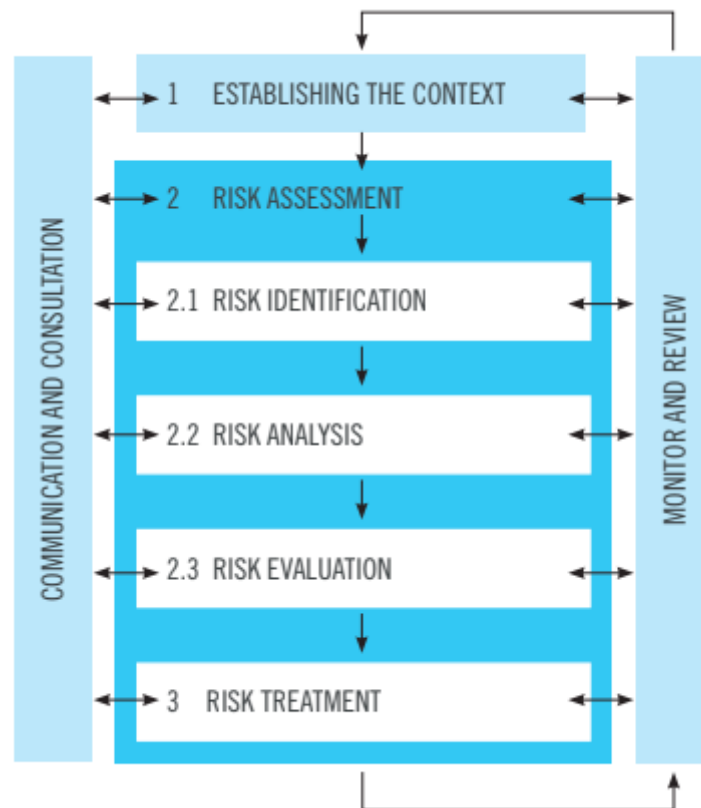 1 ESTABLISHING THE CONTEXT
2 RISK ASSESSMENT
2.1 RISK IDENTIFICATION
2.2 RISK ANALYSIS
2.3 RISK EVALUATION
3 RISK TREATMENT
COMMUNICATION AND CONSULTATION
MONITOR AND REVIEW